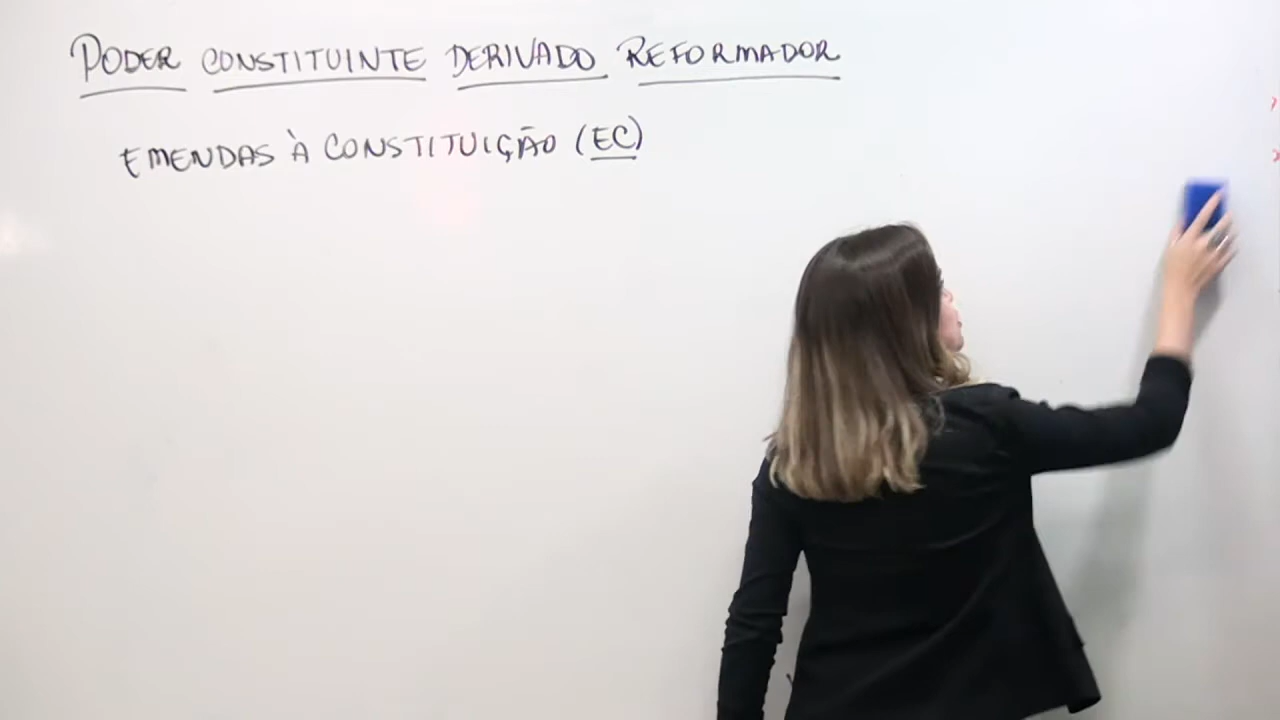 PODER CONSTITUINTE DERIVADO REFORMADOR
EMENDAS À CONSTITUIÇÃO (EC)